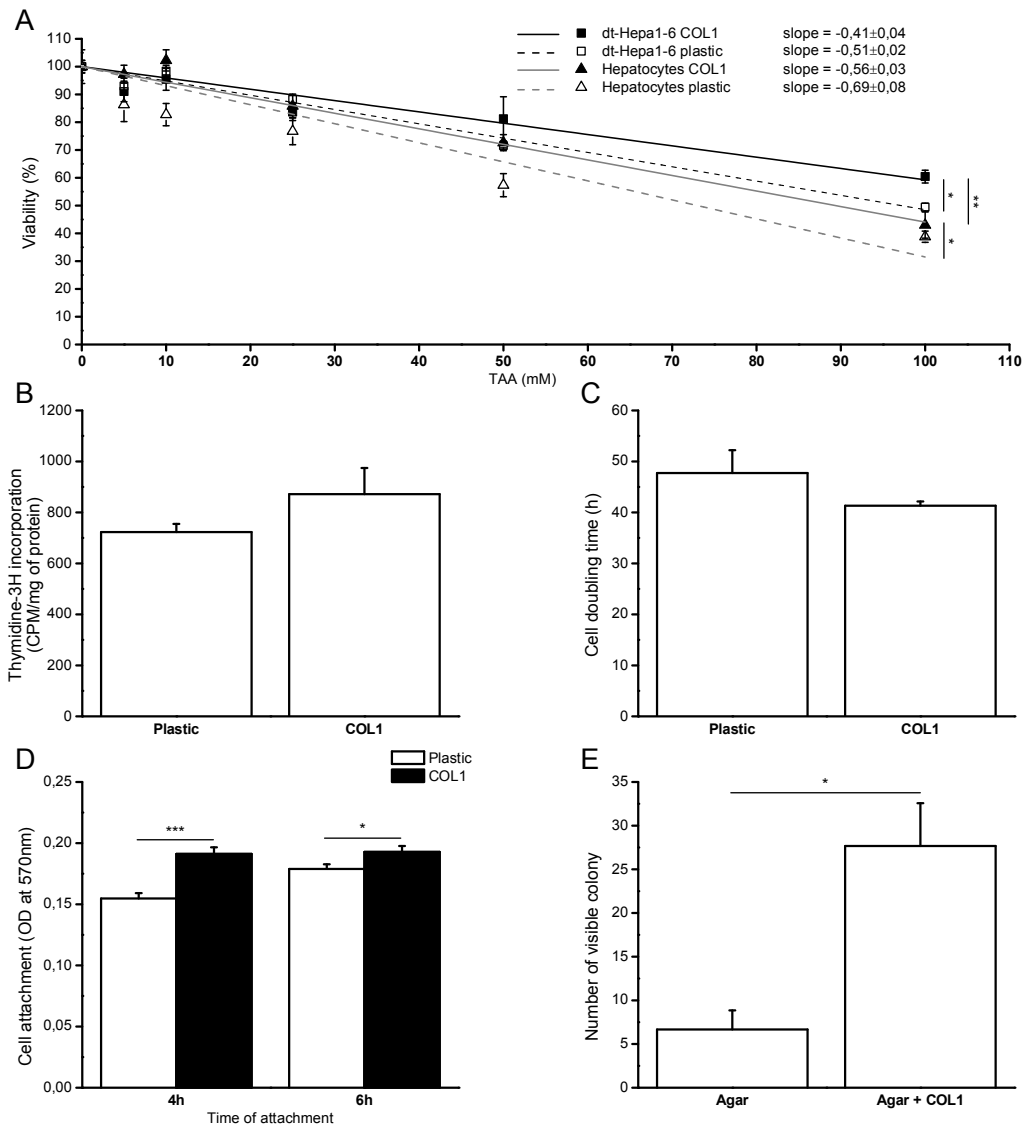 A
dt-Hepa1-6 COL1 slope = -0,41±0,04
dt-Hepa1-6 plastic slope = -0,51±0,02
Hepatocytes COL1 slope = -0,56±0,03
Hepatocytes plastic slope = -0,69±0,08
110
100
90
80
70
60
50
40
30
20
10
0
Viability (%)
* **
*
0 10 20 30 40 50 60 70 80 90 100 110
TAA (mM)
B
1200
1000
800
600
400
200
0
Thymidine-3H incorporation
(CPM/mg of protein)
Plastic COL1
C
60
50
40
30
20
10
0
Cell doubling time (h)
Plastic COL1
D
Plastic
COL1
0,25
0,20
0,15
0,10
0,05
0,00
Cell attachment (OD at 570nm)
*** *
4h 6h
Time of attachment
E
35
30
25
20
15
10
5
0
Number of visible colony
*
Agar Agar + COL1